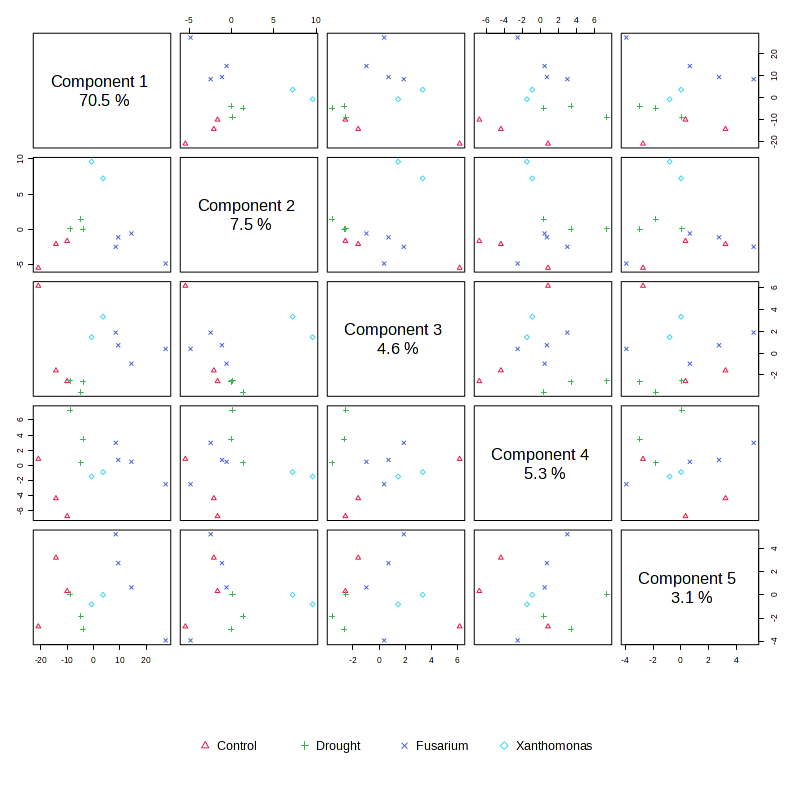 -5 0 5 10 -6 -4 -2 0 2 4 6
Component 1
70.5 %
-20 -10 0 10 20
-5 0 5 10
Component 2
7.5 %
Component 3
4.6 %
-2 0 2 4 6
-6 -4 -2 0 2 4 6
Component 4
5.3 %
Component 5
3.1 %
-4 -2 0 2 4
-20 -10 0 10 20 -2 0 2 4 6 -4 -2 0 2 4
Control Drought Fusarium Xanthomonas